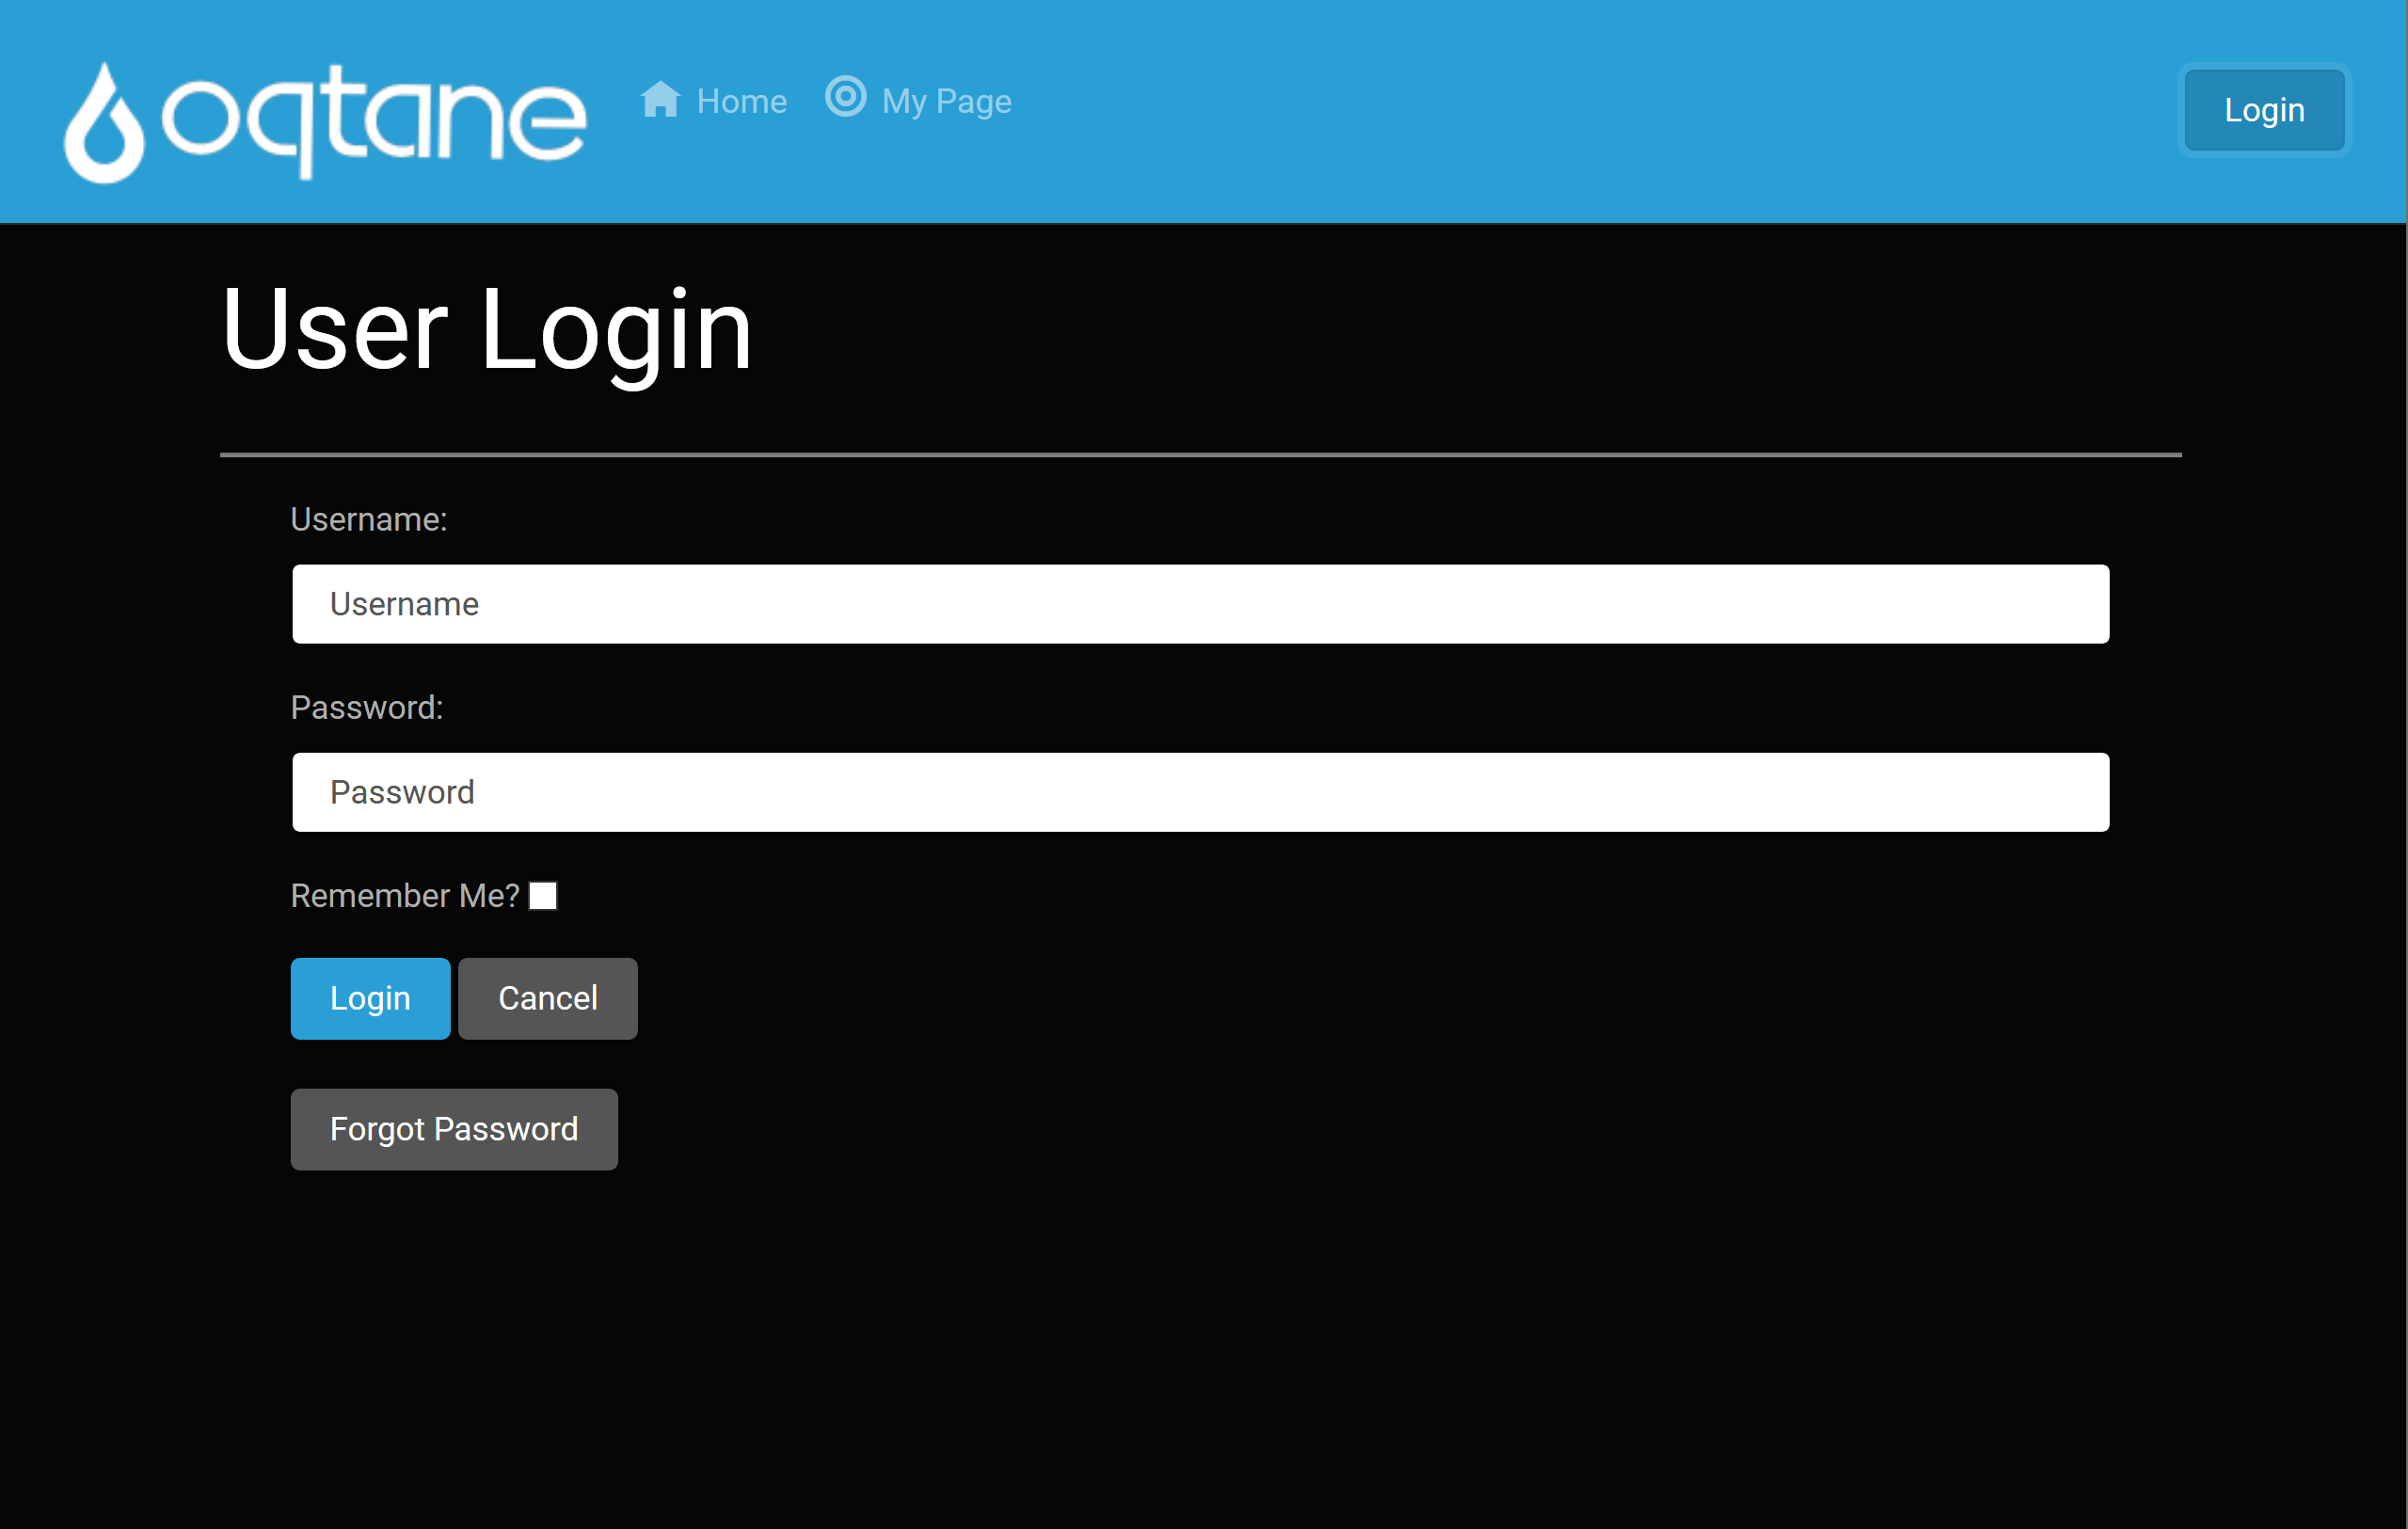 oqtane Home My Page Login
User Login
Username:
Username
Password:
Password
Remember Me?
Login Cancel
Forgot Password